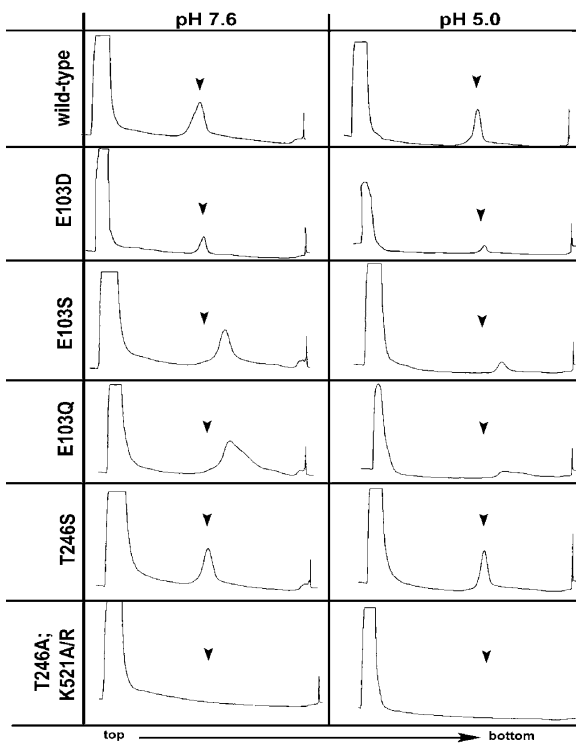 pH 7.6 pH 5.0
wild-type
E103D
E103S
E103Q
T246S
T246A;
K521A/R
top bottom